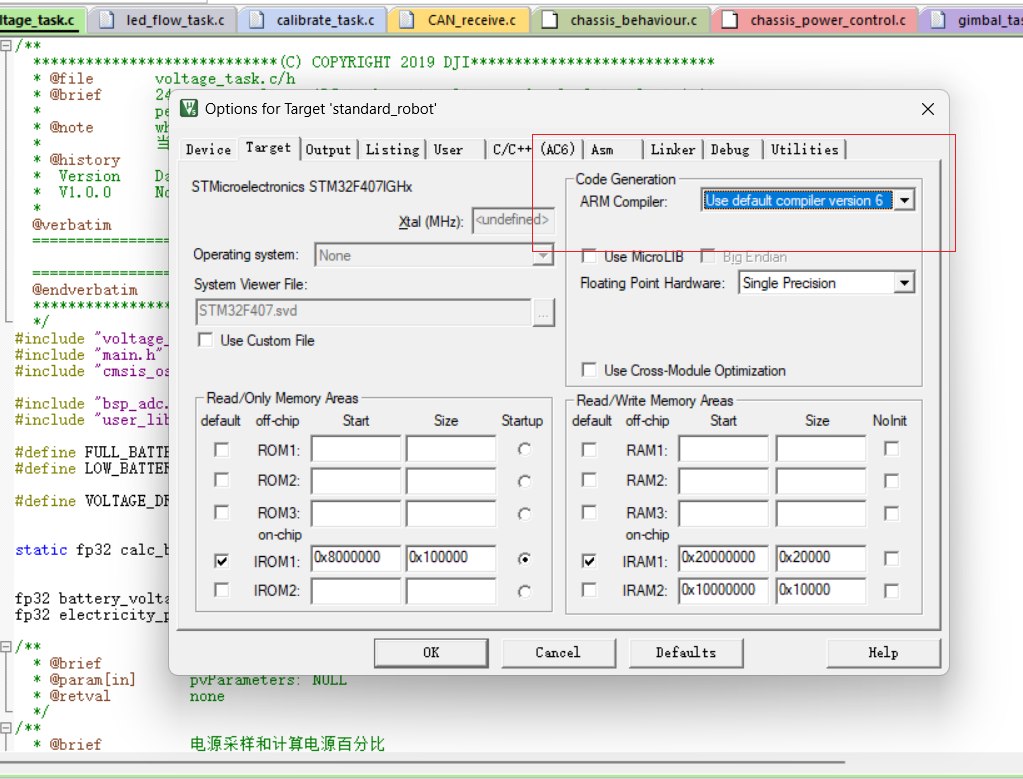 ltage_task.c led_flow_task.c calibrate_task.c CAN_receive.c chassis_behaviour.c chassis_power_control.c gimbal_tas
/**
****************************(C) COPYRIGHT 2019 DJI****************************
* @file voltage_task.c/h
* @brief 24
* pe
* @note wh
* 当
* @history
* Version Da
* V1.0.0 No
*
@verbatim
@endverbatim
*/
#include "voltage_
#include "main.h"
#include "cmsis_os
#include "bsp_adc.
#include "user_lib
#define FULL_BATTE
#define LOW_BATTER
#define VOLTAGE_DR
static fp32 calc_b
fp32 battery_volta
fp32 electricity_p
/**
* @brief
* @param[in] pvParameters: NULL
* @retval none
*/
/**
* @brief 电源采样和计算电源百分比
Options for Target 'standard_robot'
Device Target Output Listing User C/C++ (AC6) Asm Linker Debug Utilities
STMicroelectronics STM32F407IGHx
Xtal (MHz): <undefined>
Operating system: None
System Viewer File:
STM32F407.svd ...
Use Custom File
Code Generation
ARM Compiler: Use default compiler version 6
Use MicroLIB Big Endian
Floating Point Hardware: Single Precision
Use Cross-Module Optimization
Read/Only Memory Areas
default off-chip Start Size Startup
ROM1:
ROM2:
ROM3:
on-chip
IROM1: 0x8000000 0x100000
IROM2:
Read/Write Memory Areas
default off-chip Start Size NoInit
RAM1:
RAM2:
RAM3:
on-chip
IRAM1: 0x20000000 0x20000
IRAM2: 0x10000000 0x10000
OK Cancel Defaults Help